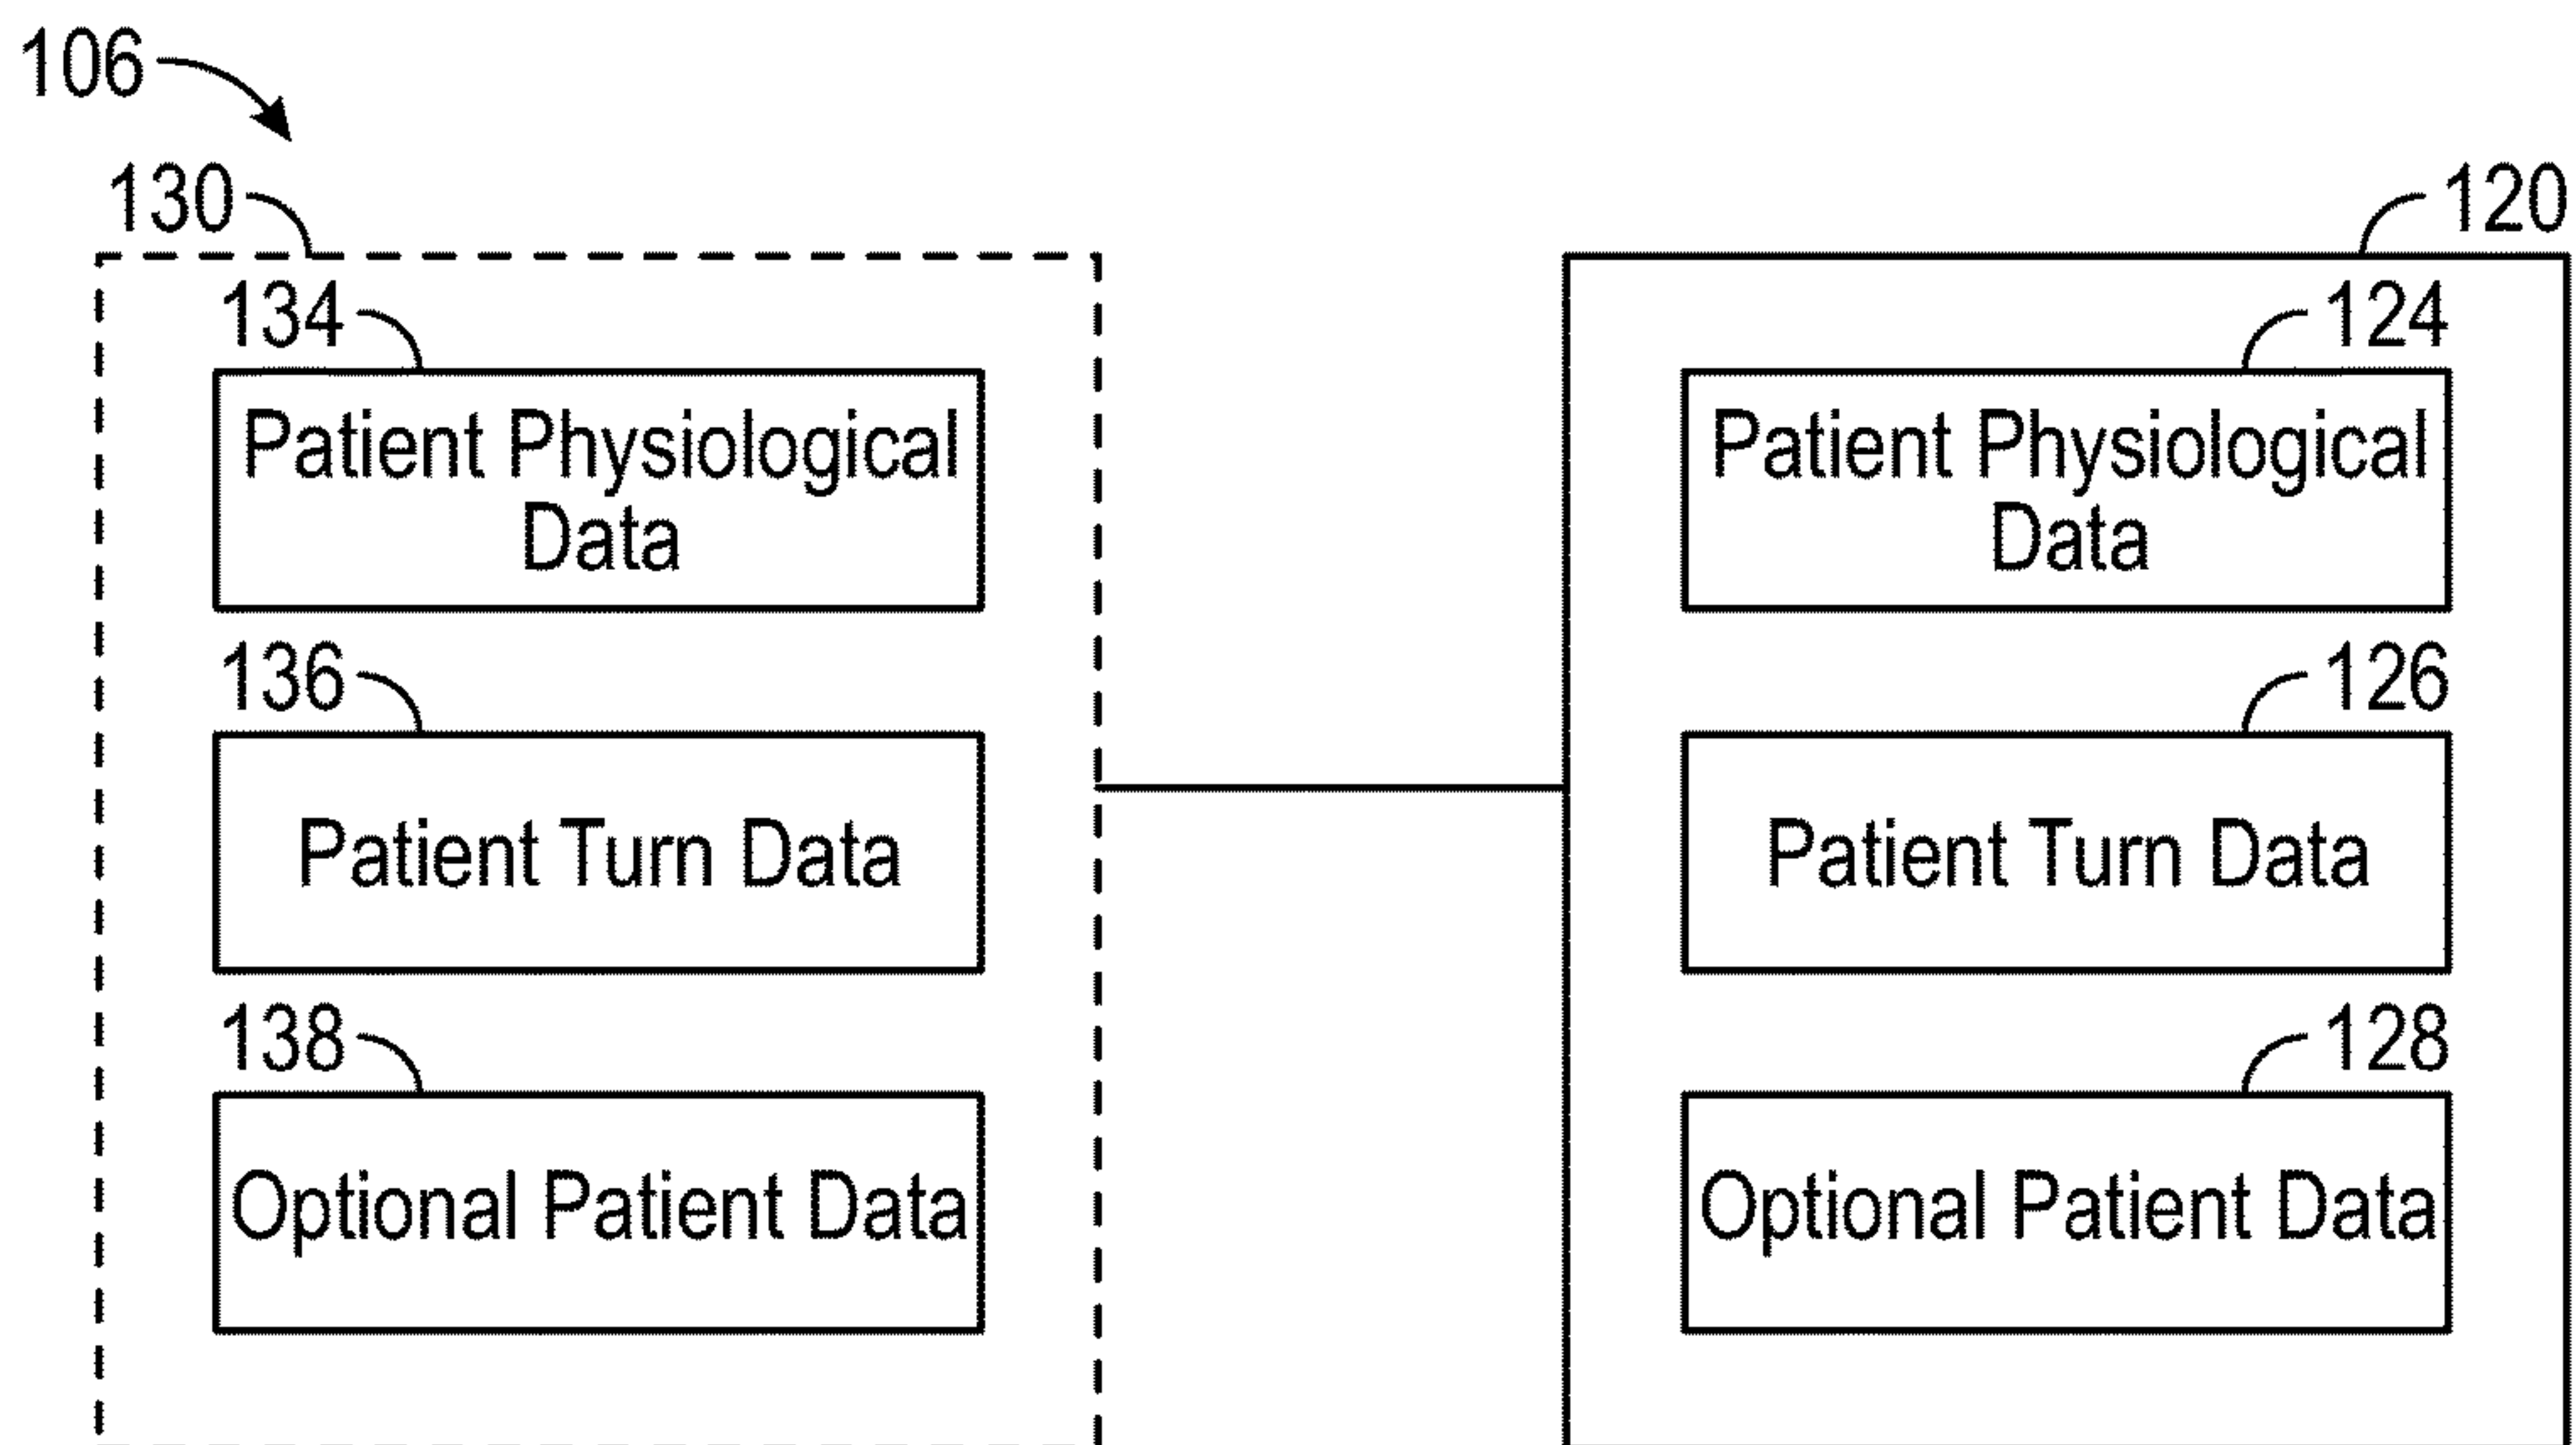 106
130
120
134
124
Patient Physiological
Data
Patient Physiological
Data
136
126
Patient Turn Data
Patient Turn Data
138
128
Optional Patient Data
Optional Patient Data